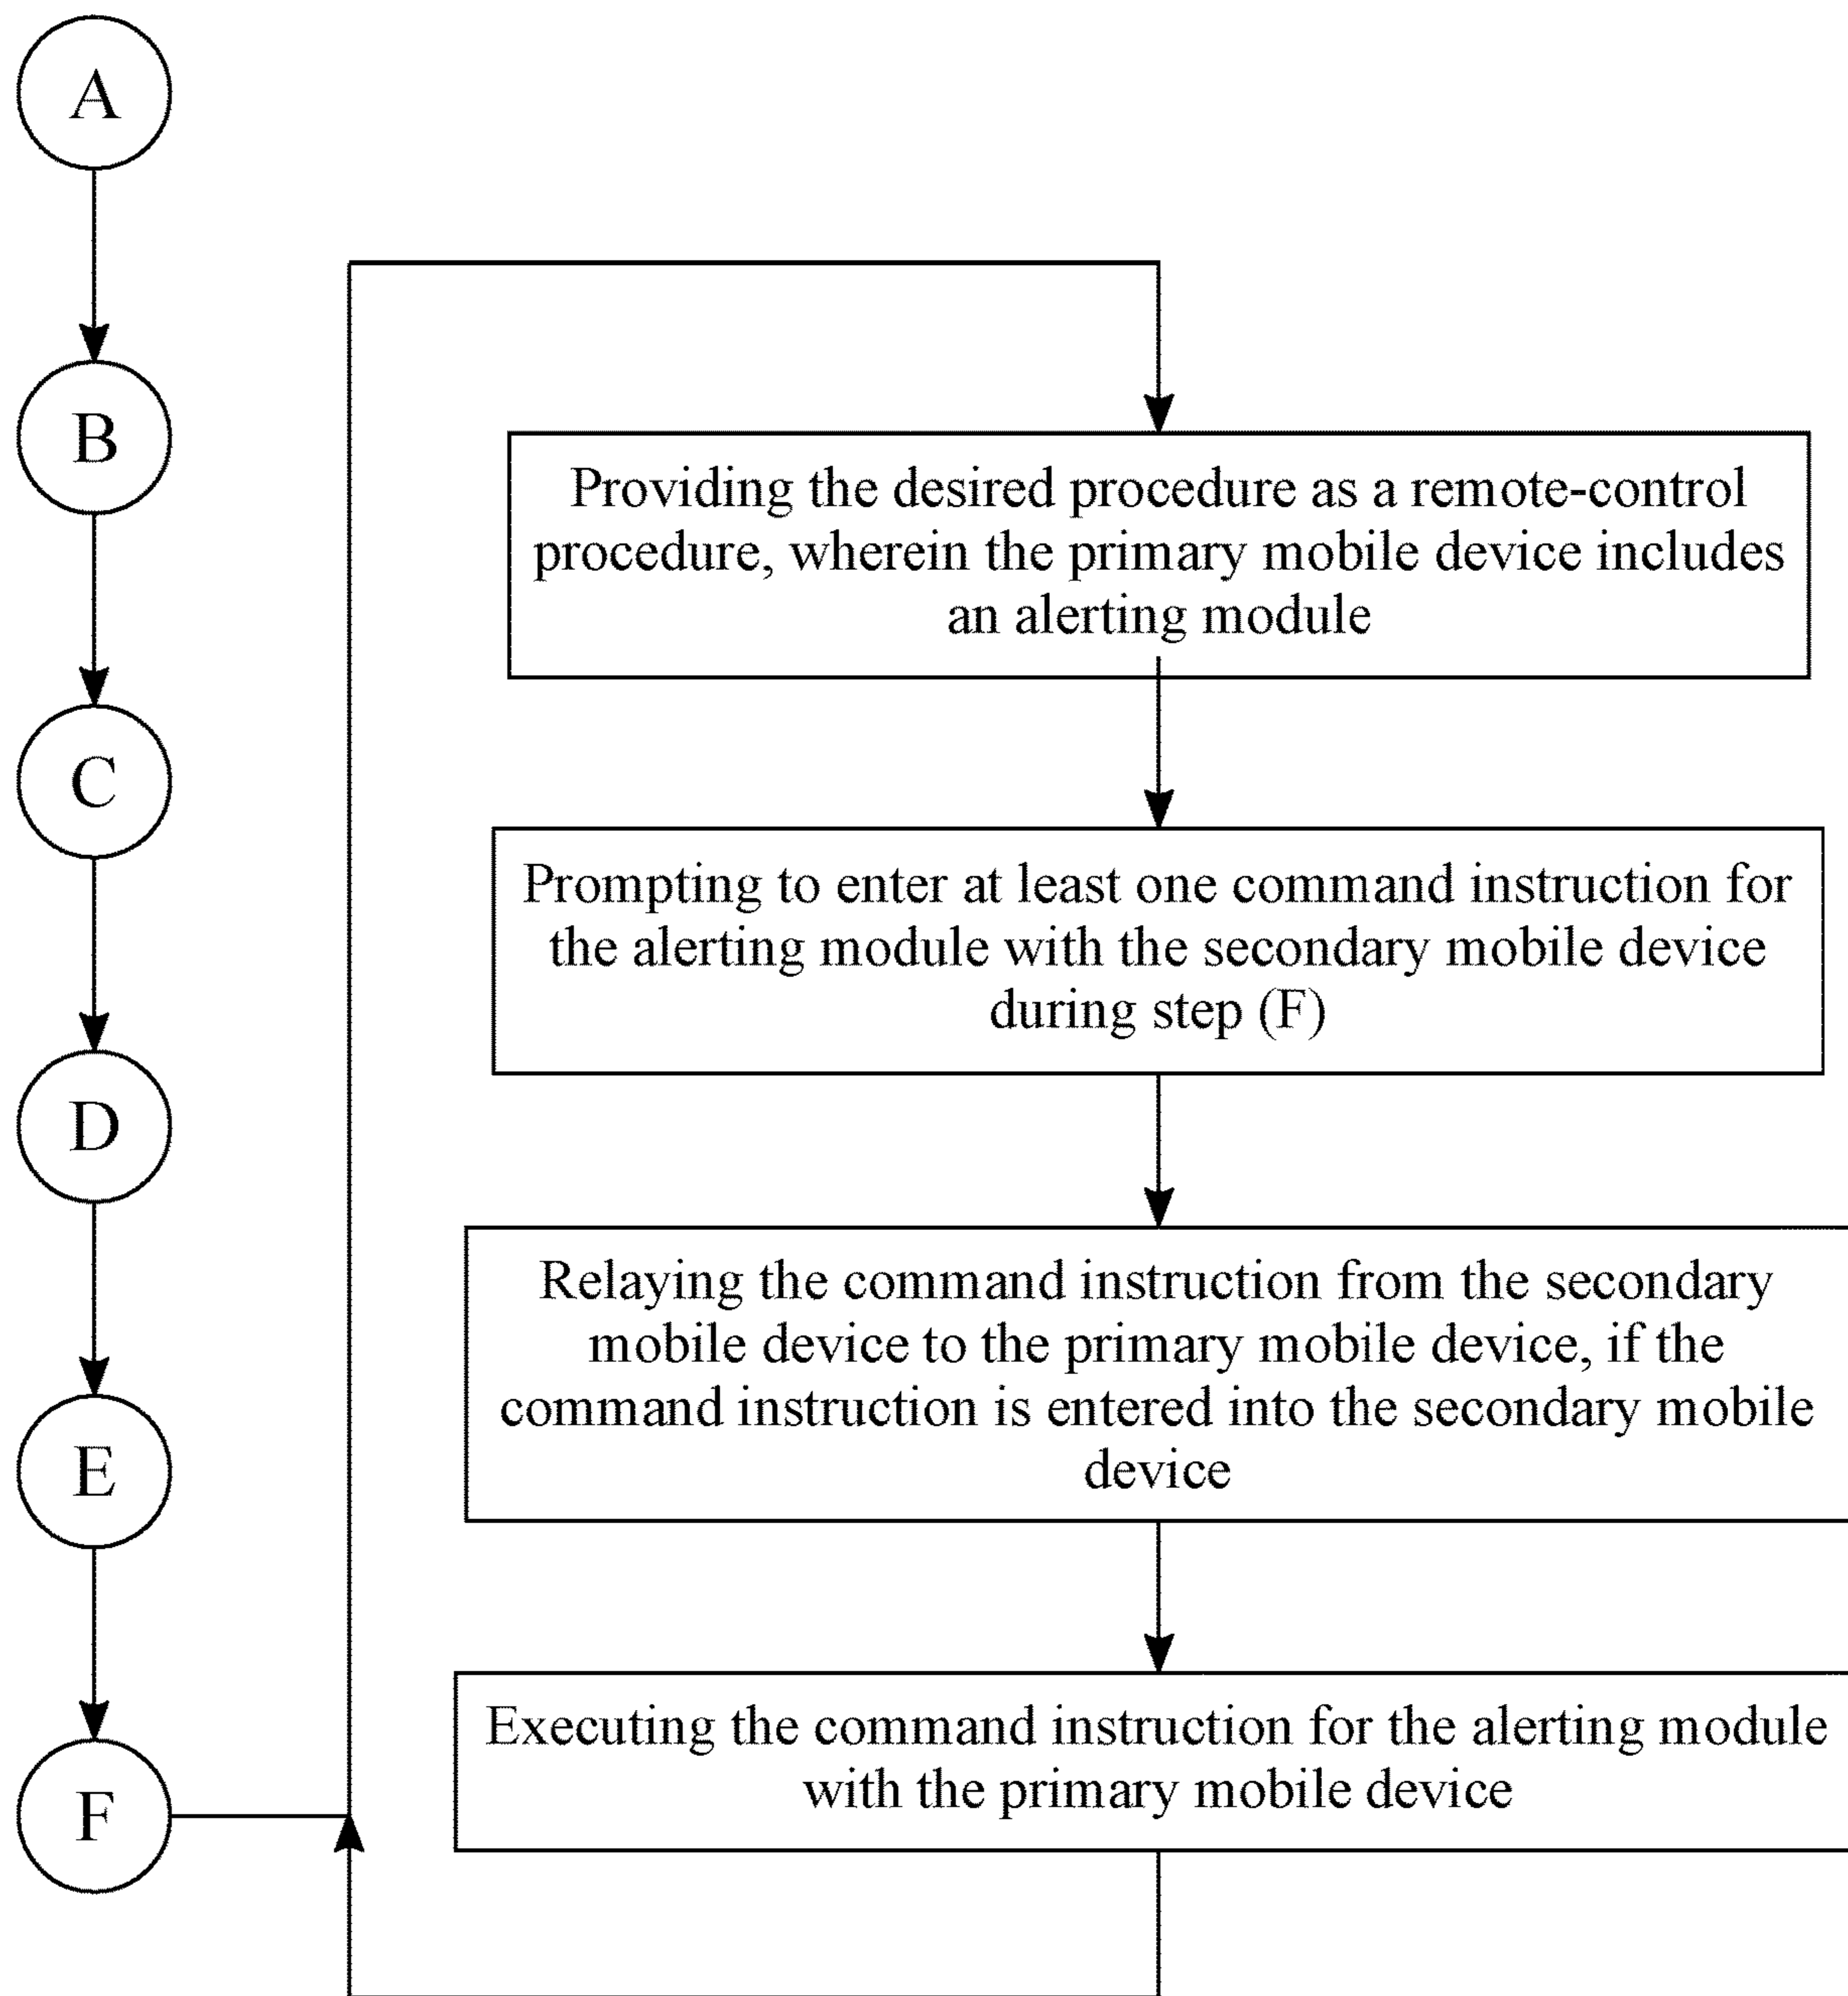 A
B
C
D
E
F
Providing the desired procedure as a remote-control
procedure, wherein the primary mobile device includes
an alerting module
Prompting to enter at least one command instruction for
the alerting module with the secondary mobile device
during step (F)
Relaying the command instruction from the secondary
mobile device to the primary mobile device, if the
command instruction is entered into the secondary mobile
device
Executing the command instruction for the alerting module
with the primary mobile device